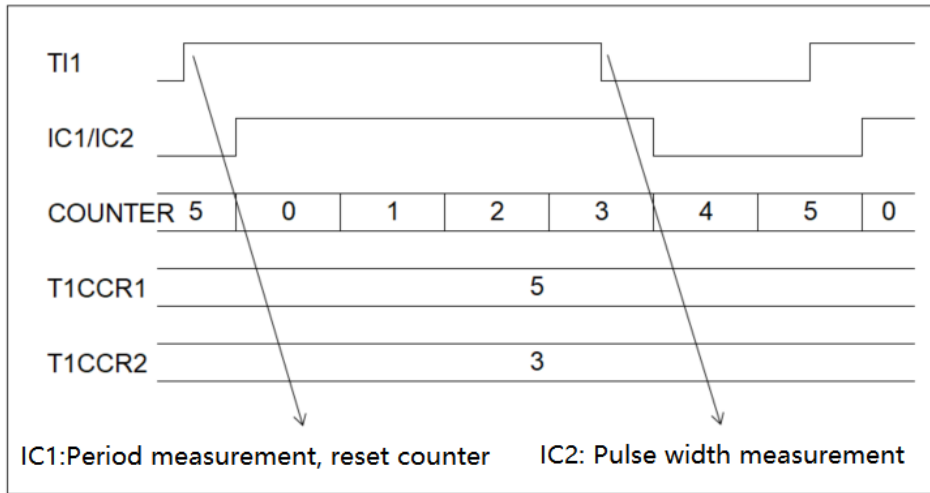 TI1
IC1/IC2
COUNTER 5 0 1 2 3 4 5 0
T1CCR1 5
T1CCR2 3
IC1:Period measurement, reset counter IC2: Pulse width measurement